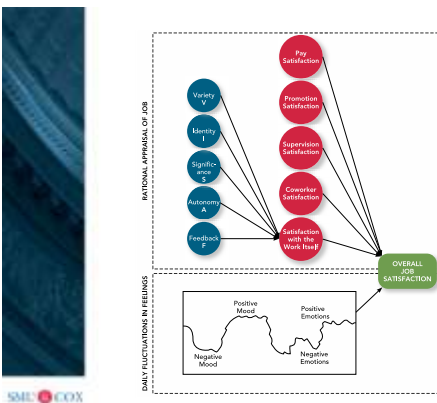 RATIONAL APPRAISAL OF JOB
Pay
Satisfaction
Promotion
Satisfaction
Supervision
Satisfaction
Coworker
Satisfaction
Satisfaction
with the
Work Itself
Variety
V
Identity
I
Signific-
ance
S
Autonomy
A
Feedback
F
OVERALL
JOB
SATISFACTION
DAILY FLUCTUATIONS IN FEELINGS
Positive
Mood
Positive
Emotions
Negative
Mood
Negative
Emotions
SMU COX